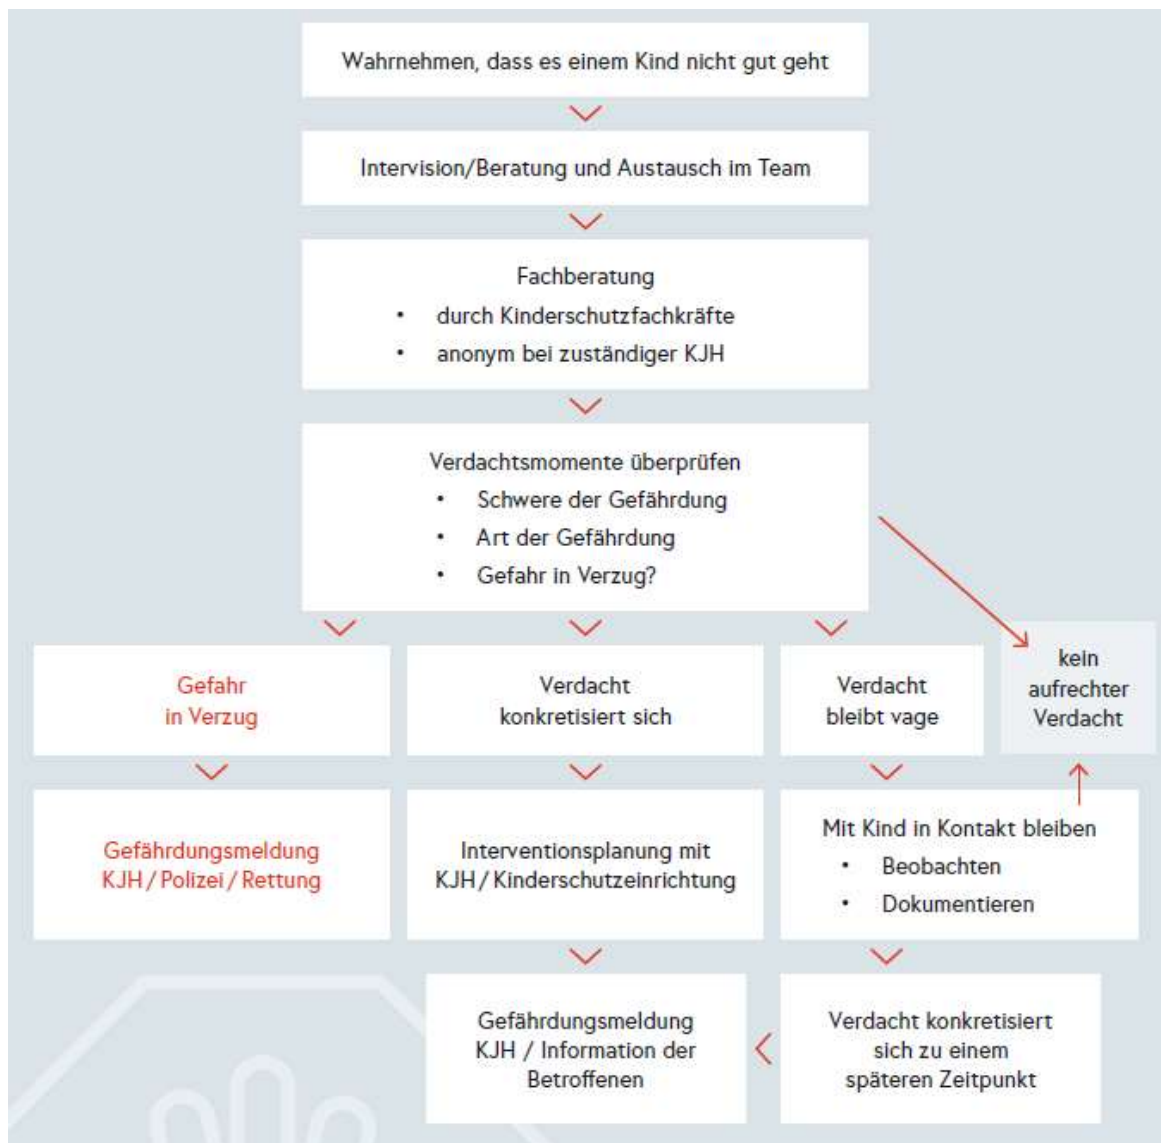 Wahrnehmen, dass es einem Kind nicht gut geht
Intervision/Beratung und Austausch im Team
Fachberatung
• durch Kinderschutzfachkräfte
• anonym bei zuständiger KJH
Verdachtsmomente überprüfen
• Schwere der Gefährdung
• Art der Gefährdung
• Gefahr in Verzug?
Gefahr
in Verzug
Verdacht
konkretisiert sich
Verdacht
bleibt vage
kein
aufrechter
Verdacht
Gefährdungsmeldung
KJH / Polizei / Rettung
Interventionsplanung mit
KJH / Kinderschutzeinrichtung
Mit Kind in Kontakt bleiben
• Beobachten
• Dokumentieren
Gefährdungsmeldung
KJH / Information der
Betroffenen
Verdacht konkretisiert
sich zu einem
späteren Zeitpunkt